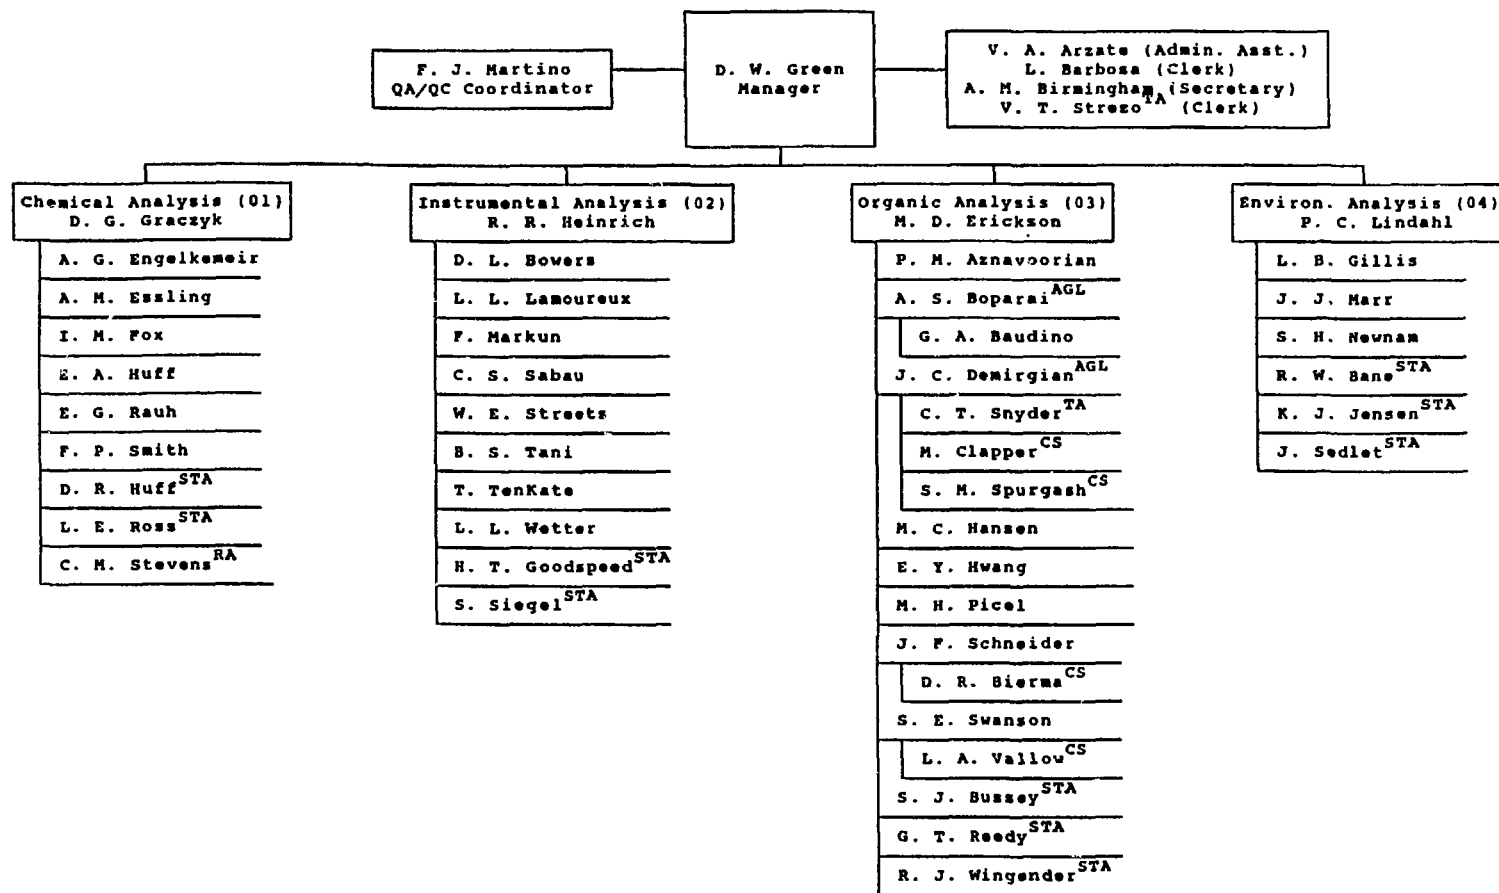 F. J. Martino
QA/QC Coordinator
D. W. Green
Manager
V. A. Arzate (Admin. Asst.)
L. Barbosa (Clerk)
A. M. Birmingham (Secretary)
V. T. Strezo TA (Clerk)
Chemical Analysis (01)
D. G. Graczyk
A. G. Engelkemeir
A. M. Essling
I. M. Fox
E. A. Huff
E. G. Rauh
F. P. Smith
D. R. Huff STA
L. E. Ross STA
C. M. Stevens RA
Instrumental Analysis (02)
R. R. Heinrich
D. L. Bowers
L. L. Lamoureux
F. Markun
C. S. Sabau
W. E. Streets
B. S. Tani
T. TenKate
L. L. Wetter
H. T. Goodspeed STA
S. Siegel STA
Organic Analysis (03)
M. D. Erickson
P. M. Aznavoorian
A. S. Boparai AGL
G. A. Baudino
J. C. Demirgian AGL
C. T. Snyder TA
M. Clapper CS
S. M. Spurgash CS
M. C. Hansen
E. Y. Hwang
M. H. Picel
J. F. Schneider
D. R. Bierma CS
S. E. Swanson
L. A. Vallow CS
S. J. Bussey STA
G. T. Reedy STA
R. J. Wingender STA
Environ. Analysis (04)
P. C. Lindahl
L. B. Gillis
J. J. Marr
S. H. Newnam
R. W. Bane STA
K. J. Jensen STA
J. Sedlet STA